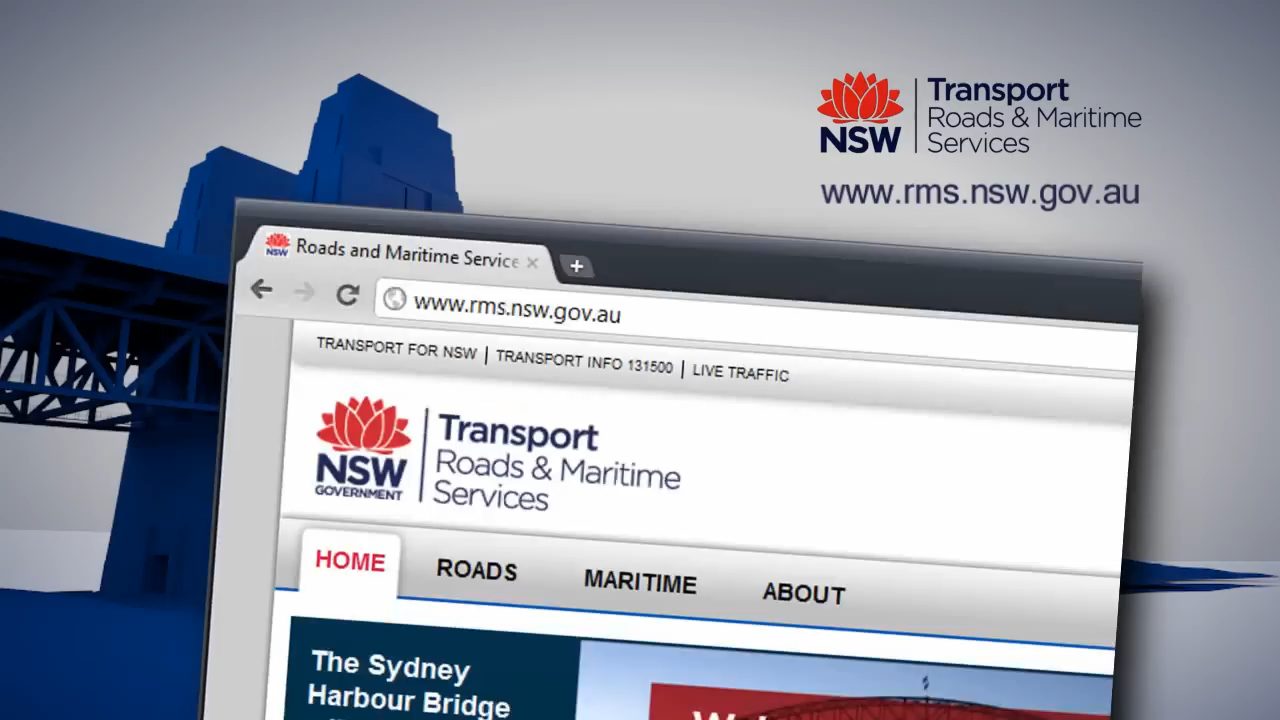 Transport
Roads & Maritime
Services
NSW
www.rms.nsw.gov.au
NSW
Roads and Maritime Service
www.rms.nsw.gov.au
TRANSPORT FOR NSW | TRANSPORT INFO 131500 | LIVE TRAFFIC
Transport
Roads & Maritime
Services
NSW
GOVERNMENT
HOME ROADS MARITIME ABOUT
The Sydney
Harbour Bridge